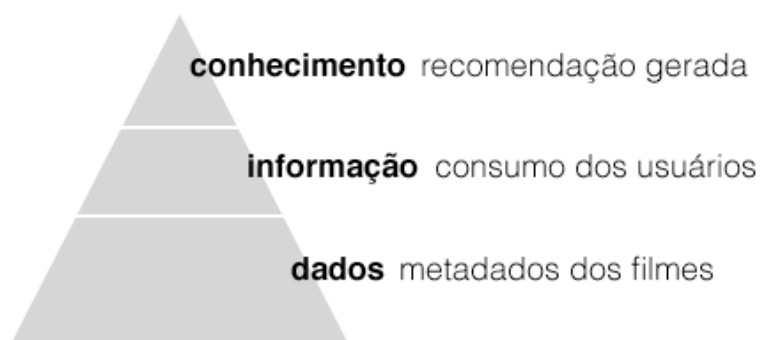 conhecimento recomendação gerada
informação consumo dos usuários
dados metadados dos filmes